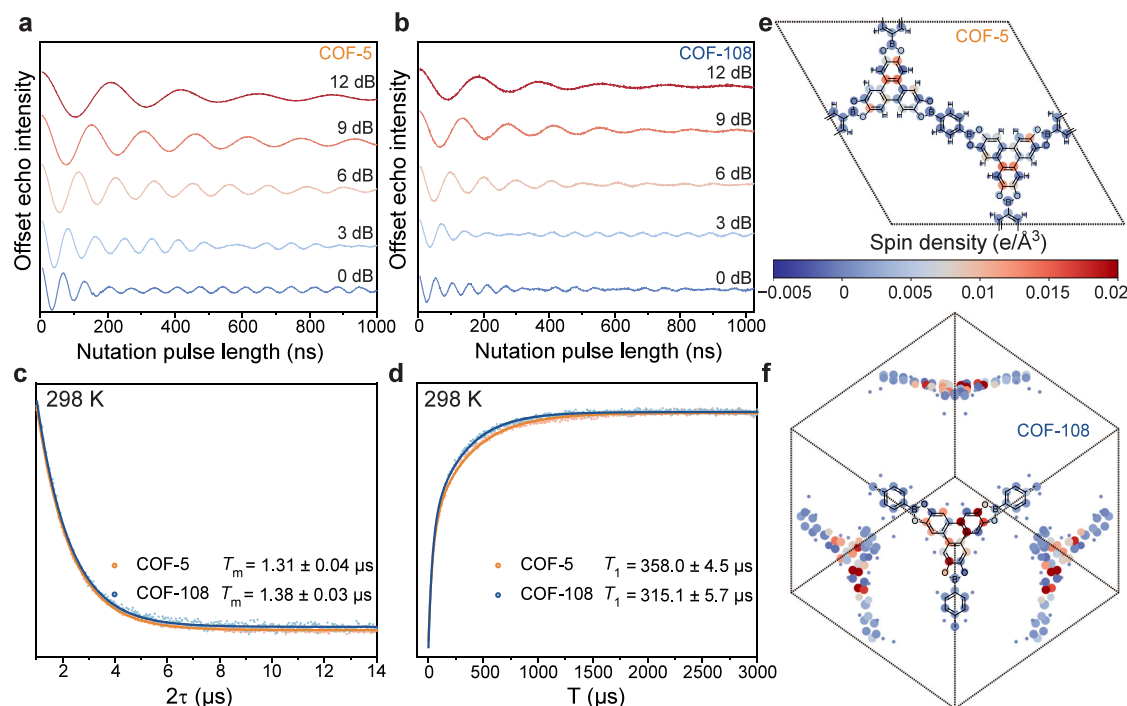 a
COF-5
12 dB
9 dB
6 dB
3 dB
0 dB
Offset echo intensity
0 200 400 600 800 1000
Nutation pulse length (ns)
b
COF-108
12 dB
9 dB
6 dB
3 dB
0 dB
Offset echo intensity
0 200 400 600 800 1000
Nutation pulse length (ns)
c
298 K
COF-5 Tm = 1.31 ± 0.04 µs
COF-108 Tm = 1.38 ± 0.03 µs
2 4 6 8 10 12 14
2τ (µs)
d
298 K
COF-5 T1 = 358.0 ± 4.5 µs
COF-108 T1 = 315.1 ± 5.7 µs
0 500 1000 1500 2000 2500 3000
T (µs)
e
COF-5
Spin density (e/Å³)
−0.005 0 0.005 0.01 0.015 0.02
f
COF-108